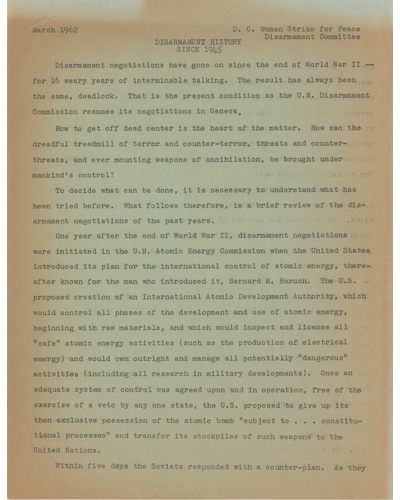 March 1962
D. C. Women Strike for Peace
Disarmament Committee
DISARMAMENT HISTORY
SINCE 1945
Disarmament negotiations have gone on since the end of World War II --
for 16 weary years of interminable talking. The result has always been
the same, deadlock. That is the present condition as the U.N. Disarmament
Commission resumes its negotiations in Geneva.
How to get off dead center is the heart of the matter. How can the
dreadful treadmill of terror and counter-terror, threats and counter-
threats, and ever mounting weapons of annihilation, be brought under
mankind's control?
To decide what can be done, it is necessary to understand what has
been tried before. What follows therefore, is a brief review of the dis-
armament negotiations of the past years.
One year after the end of World War II, disarmament negotiations
were initiated in the U.N. Atomic Energy Commission when the United States
introduced its plan for the international control of atomic energy, there-
after known for the man who introduced it, Bernard M. Baruch. The U.S.
proposed creation of an International Atomic Development Authority, which
would control all phases of the development and use of atomic energy,
beginning with raw materials, and which would inspect and license all
"safe" atomic energy activities (such as the production of electrical
energy) and would own outright and manage all potentially "dangerous"
activities (including all research in military developments). Once an
adequate system of control was agreed upon and in operation, free of the
exercise of a veto by any one state, the U.S. proposed to give up its
then exclusive possession of the atomic bomb "subject to . . . constitu-
tional processes" and transfer its stockpiles of such weapons to the
United Nations.
Within five days the Soviets responded with a counter-plan. As they